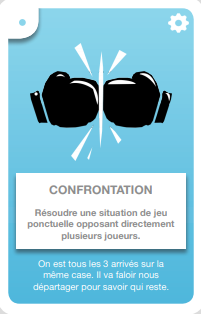 CONFRONTATION
Résoudre une situation de jeu
ponctuelle opposant directement
plusieurs joueurs.
On est tous les 3 arrivés sur la
même case. Il va faloir nous
départager pour savoir qui reste.